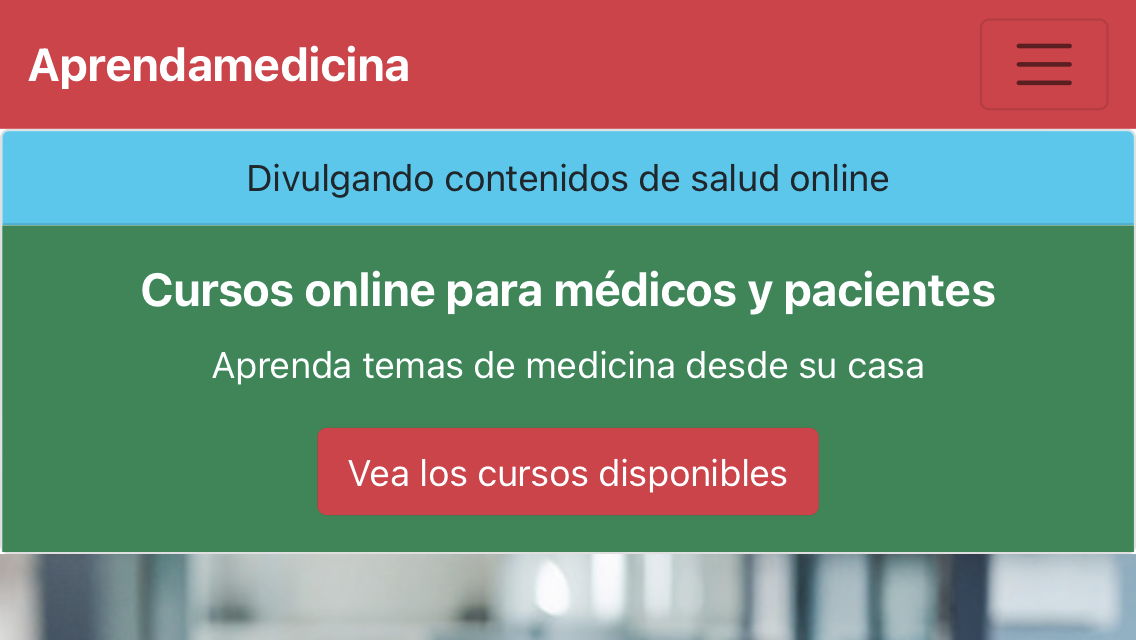 Aprendamedicina
Divulgando contenidos de salud online
Cursos online para médicos y pacientes
Aprenda temas de medicina desde su casa
Vea los cursos disponibles